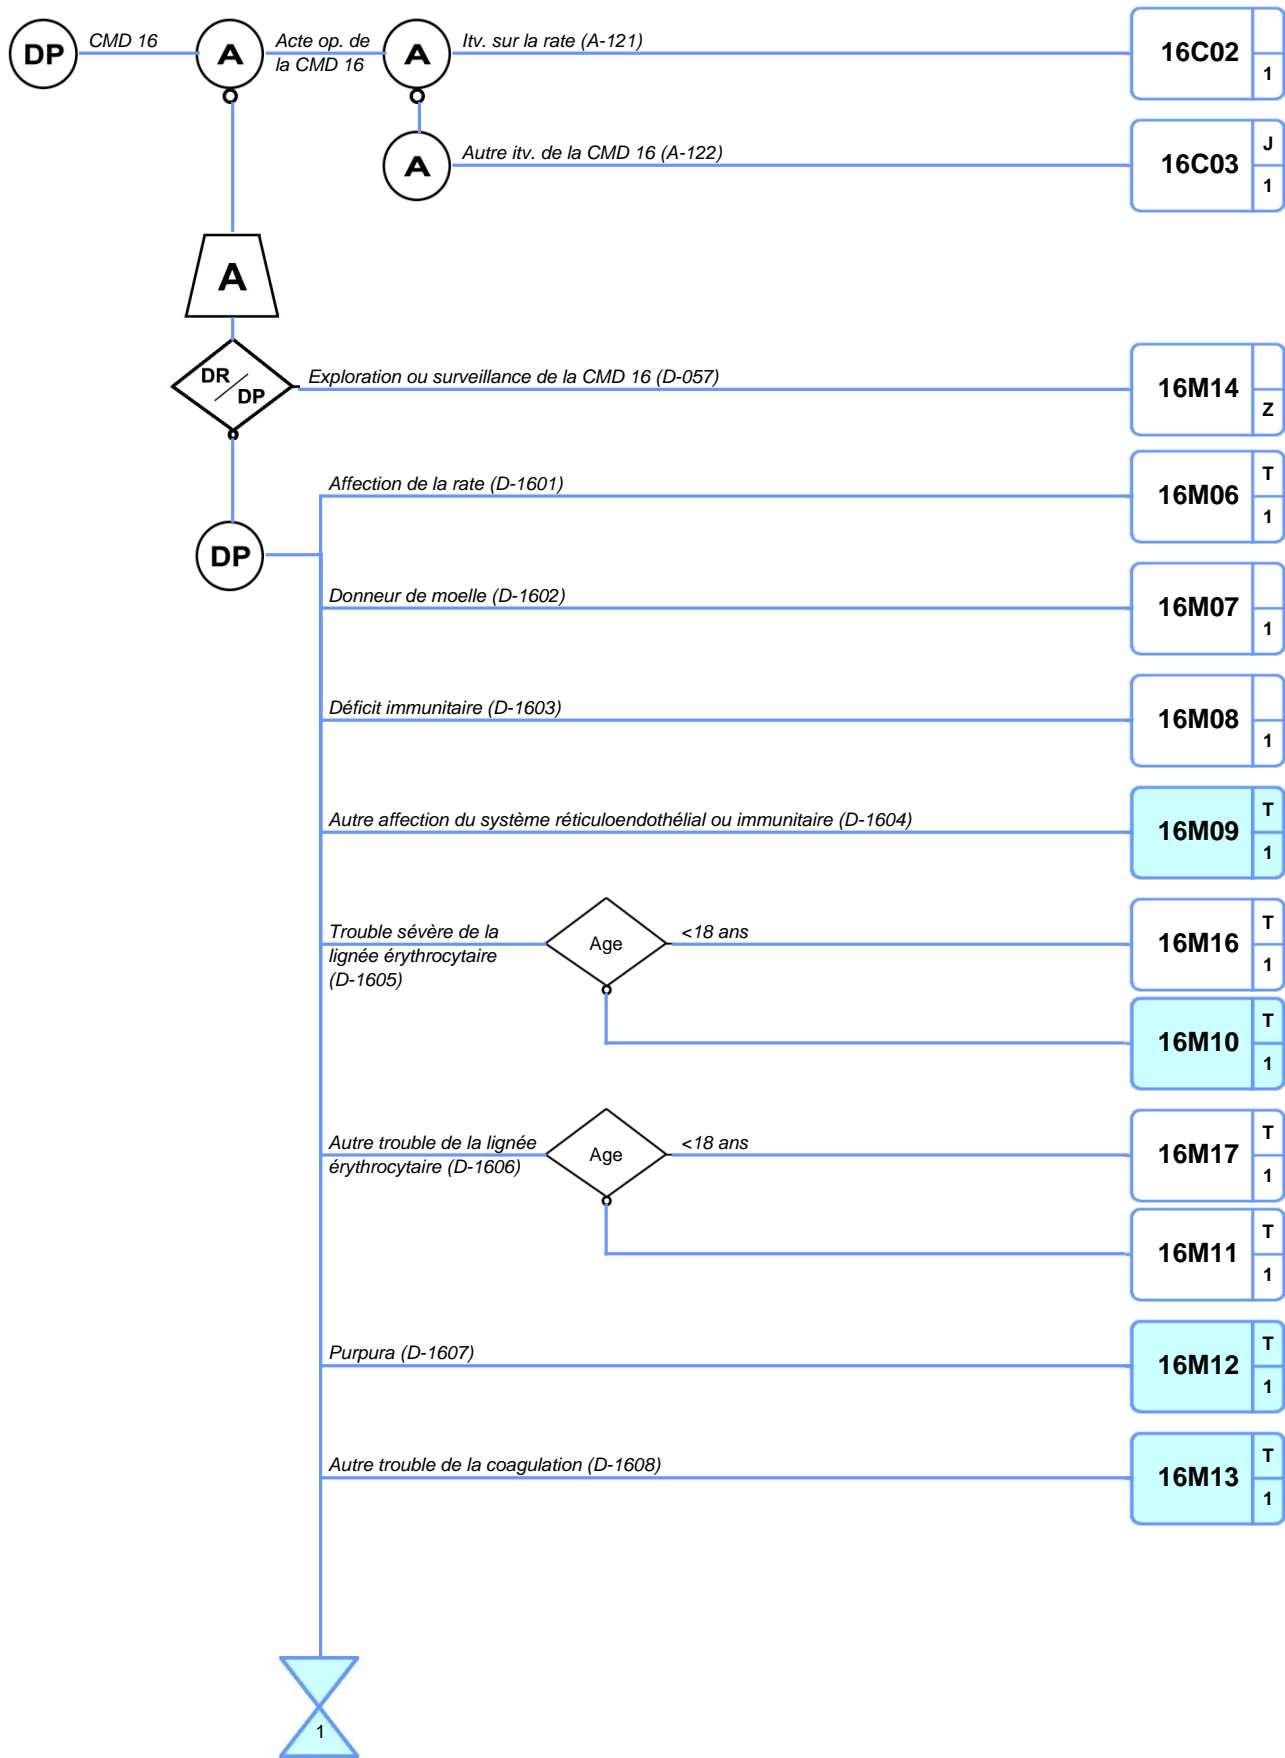 DP
CMD 16
A
Acte op. de
la CMD 16
A
Itv. sur la rate (A-121)
16C02
1
A
Autre itv. de la CMD 16 (A-122)
16C03
J
1
A
DR
DP
Exploration ou surveillance de la CMD 16 (D-057)
16M14
Z
DP
Affection de la rate (D-1601)
16M06
T
1
Donneur de moelle (D-1602)
16M07
1
Déficit immunitaire (D-1603)
16M08
1
Autre affection du système réticuloendothélial ou immunitaire (D-1604)
16M09
T
1
Trouble sévère de la
lignée érythrocytaire
(D-1605)
Age
<18 ans
16M16
T
1
16M10
T
1
Autre trouble de la lignée
érythrocytaire (D-1606)
Age
<18 ans
16M17
T
1
16M11
T
1
Purpura (D-1607)
16M12
T
1
Autre trouble de la coagulation (D-1608)
16M13
T
1
1